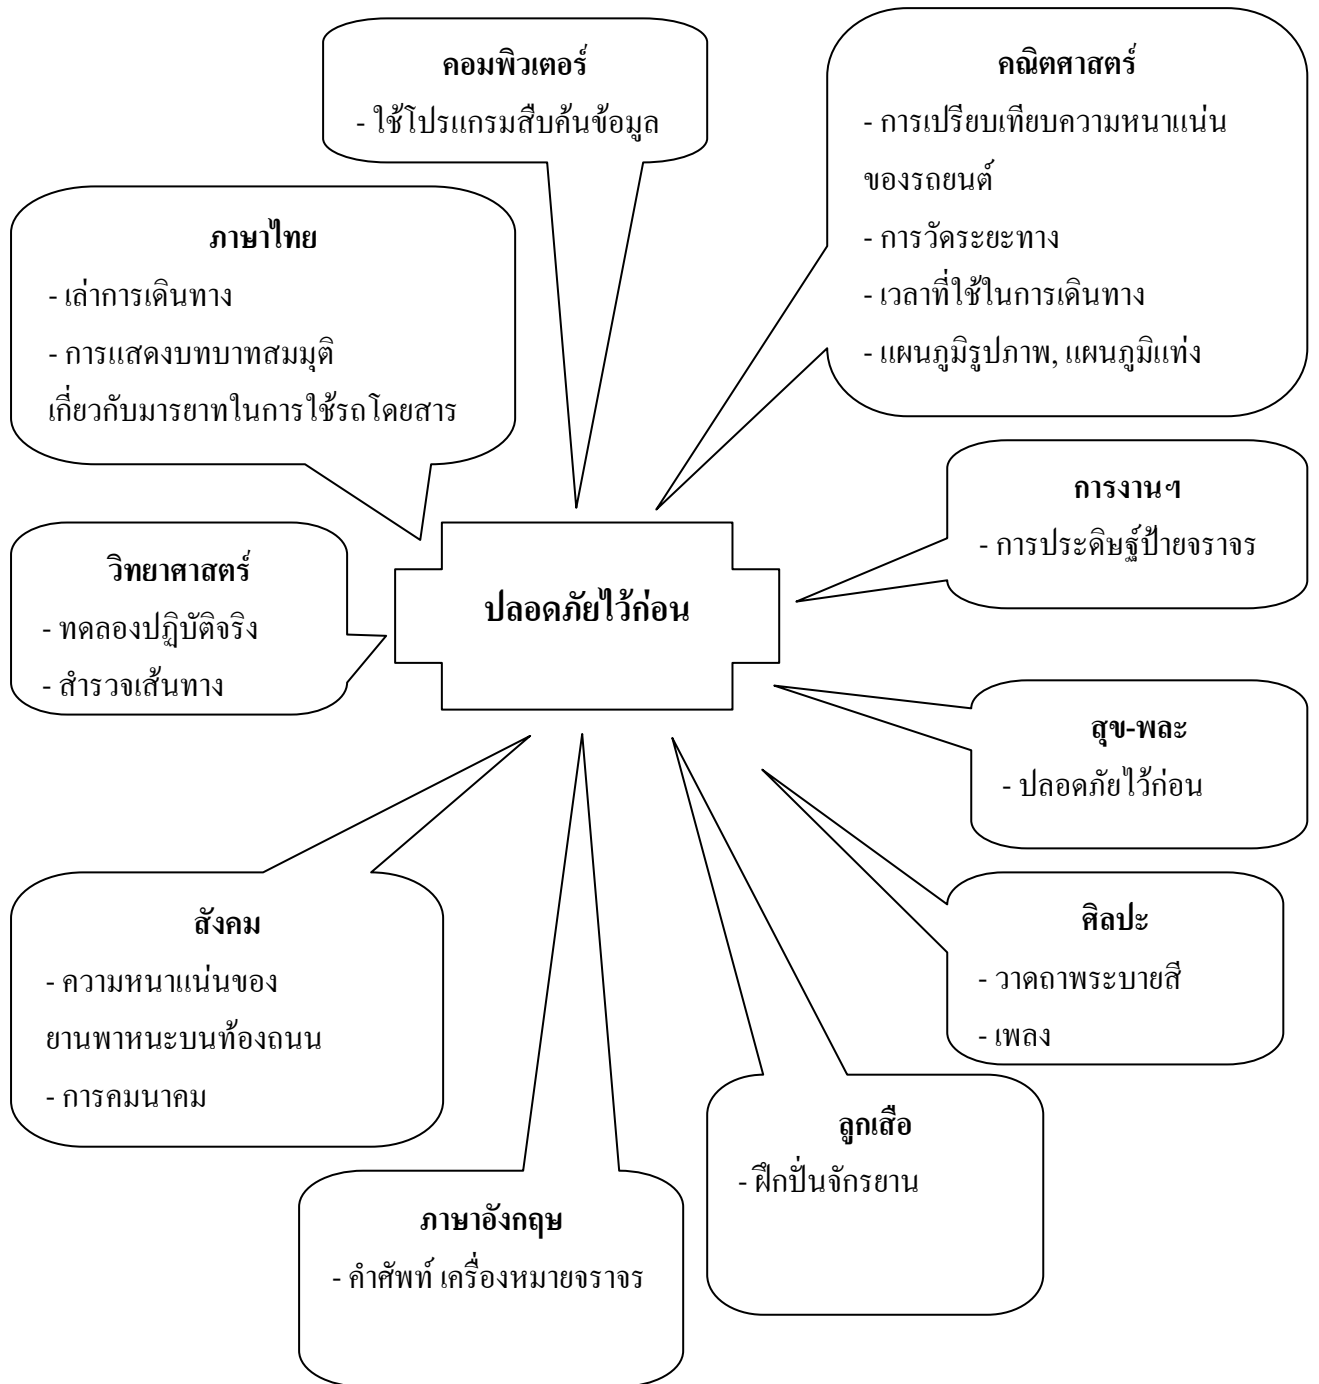 คอมพิวเตอร์
- ใช้โปรแกรมสืบค้นข้อมูล
คณิตศาสตร์
- การเปรียบเทียบความหนาแน่น
ของรถยนต์
- การวัดระยะทาง
- เวลาที่ใช้ในการเดินทาง
- แผนภูมิรูปภาพ, แผนภูมิแท่ง
ภาษาไทย
- เล่าการเดินทาง
- การแสดงบทบาทสมมุติ
เกี่ยวกับมารยาทในการใช้รถโดยสาร
การงานฯ
- การประดิษฐ์ป้ายจราจร
วิทยาศาสตร์
- ทดลองปฏิบัติจริง
- สำรวจเส้นทาง
ปลอดภัยไว้ก่อน
สุข-พละ
- ปลอดภัยไว้ก่อน
สังคม
- ความหนาแน่นของ
ยานพาหนะบนท้องถนน
- การคมนาคม
ศิลปะ
- วาดถาพระบายสี
- เพลง
ลูกเสือ
- ฝึกปั่นจักรยาน
ภาษาอังกฤษ
- คำศัพท์ เครื่องหมายจราจร